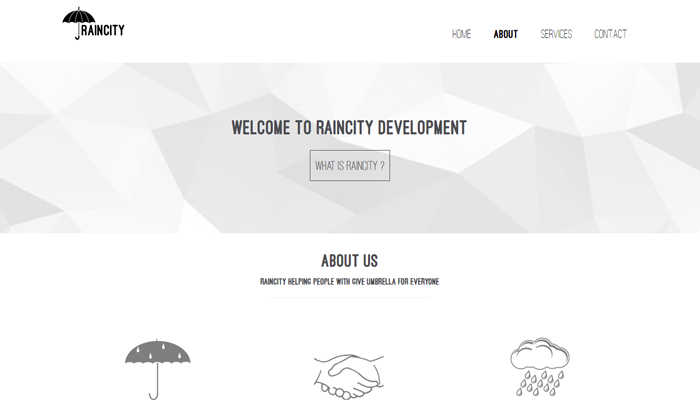 RAINCITY
HOME ABOUT SERVICES CONTACT
WELCOME TO RAINCITY DEVELOPMENT
WHAT IS RAINCITY ?
ABOUT US
RAINCITY HELPING PEOPLE WITH GIVE UMBRELLA FOR EVERYONE